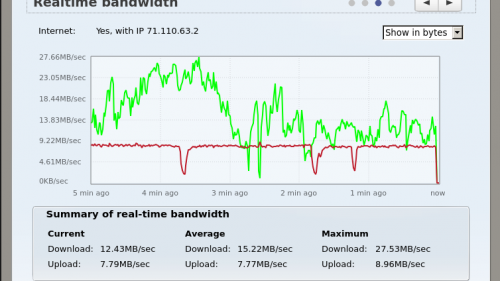 Realtime bandwidth
Internet: Yes, with IP 71.110.63.2
Show in bytes
27.66MB/sec
23.05MB/sec
18.44MB/sec
13.83MB/sec
9.22MB/sec
4.61MB/sec
0KB/sec
5 min ago 4 min ago 3 min ago 2 min ago 1 min ago now
Summary of real-time bandwidth
Current Average Maximum
Download: 12.43MB/sec Download: 15.22MB/sec Download: 27.53MB/sec
Upload: 7.79MB/sec Upload: 7.77MB/sec Upload: 8.96MB/sec